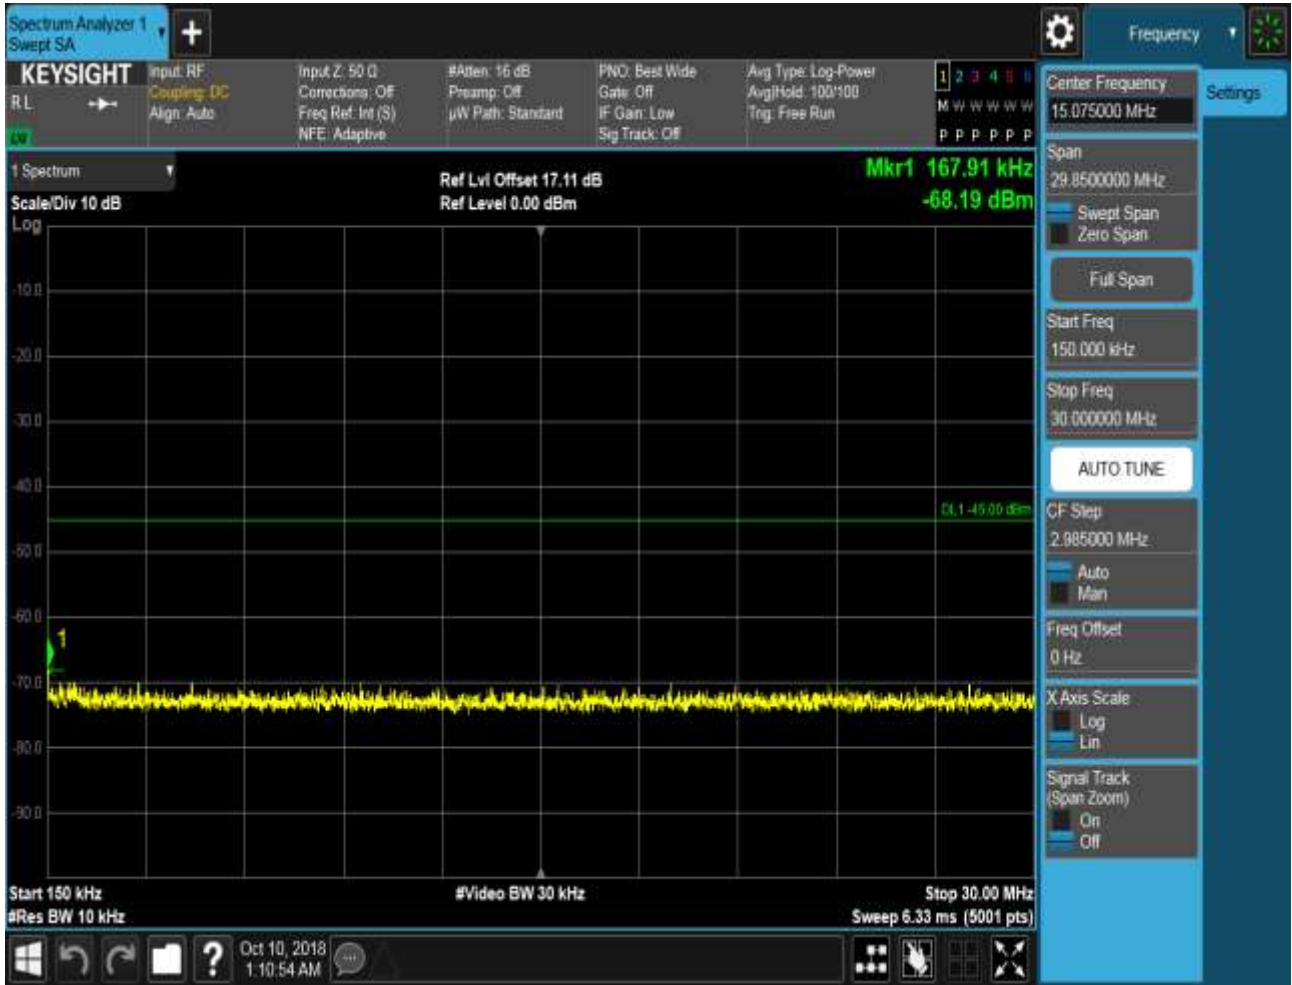 Spectrum Analyzer 1
Swept SA
Frequency
KEYSIGHT
RL
LXI
Input: RF
Coupling: DC
Align: Auto
Input Z: 50 Ω
Corrections: Off
Freq Ref: Int (S)
NFE: Adaptive
#Atten: 16 dB
Preamp: Off
µW Path: Standard
PNO: Best Wide
Gate: Off
IF Gain: Low
Sig Track: Off
Avg Type: Log-Power
Avg|Hold: 100/100
Trig: Free Run
1 2 3 4 5 6
M W W W W W
P P P P P P
1 Spectrum
Scale/Div 10 dB
Log
Ref Lvl Offset 17.11 dB
Ref Level 0.00 dBm
Mkr1 167.91 kHz
-68.19 dBm
-10.0
-20.0
-30.0
-40.0
DL1 -45.00 dBm
-50.0
-60.0
1
-70.0
-80.0
-90.0
Start 150 kHz
#Video BW 30 kHz
Stop 30.00 MHz
#Res BW 10 kHz
Sweep 6.33 ms (5001 pts)
Center Frequency
15.075000 MHz
Settings
Span
29.8500000 MHz
Swept Span
Zero Span
Full Span
Start Freq
150.000 kHz
Stop Freq
30.000000 MHz
AUTO TUNE
CF Step
2.985000 MHz
Auto
Man
Freq Offset
0 Hz
X Axis Scale
Log
Lin
Signal Track
(Span Zoom)
On
Off
?
Oct 10, 2018
1:10:54 AM